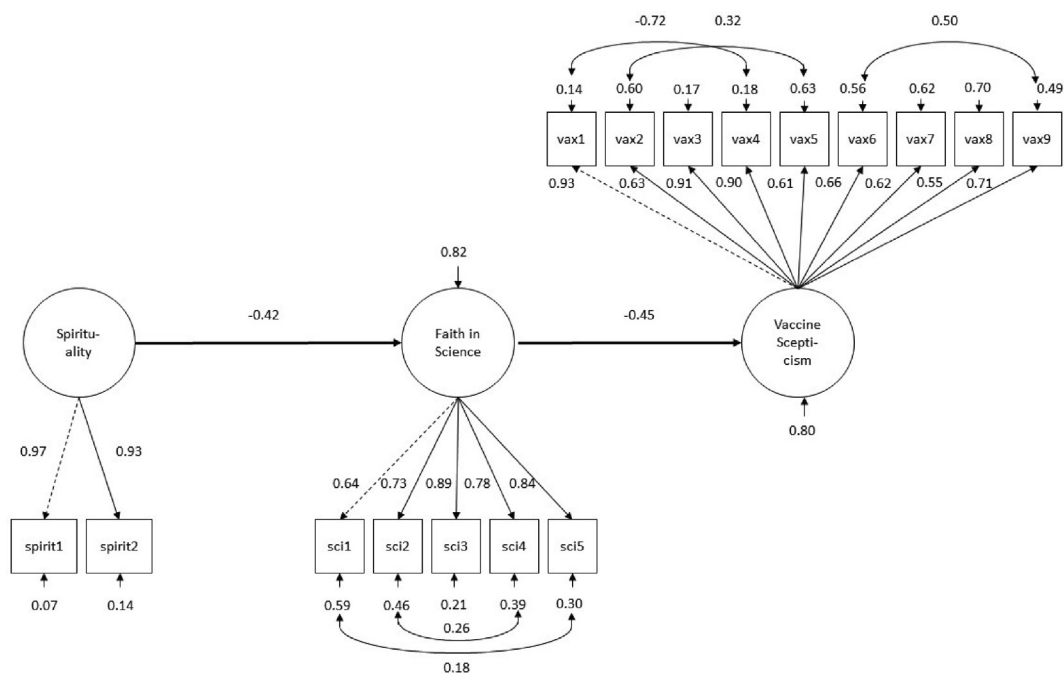 -0.72 0.32 0.50
0.14 0.60 0.17 0.18 0.63 0.56 0.62 0.70 0.49
vax1 vax2 vax3 vax4 vax5 vax6 vax7 vax8 vax9
0.93 0.63 0.91 0.90 0.61 0.66 0.62 0.55 0.71
0.82
-0.42 -0.45
Spiritu-
ality
Faith in
Science
Vaccine
Scepti-
cism
0.80
0.97 0.93
0.64 0.73 0.89 0.78 0.84
spirit1 spirit2
sci1 sci2 sci3 sci4 sci5
0.07 0.14
0.59 0.46 0.21 0.39 0.30
0.26
0.18